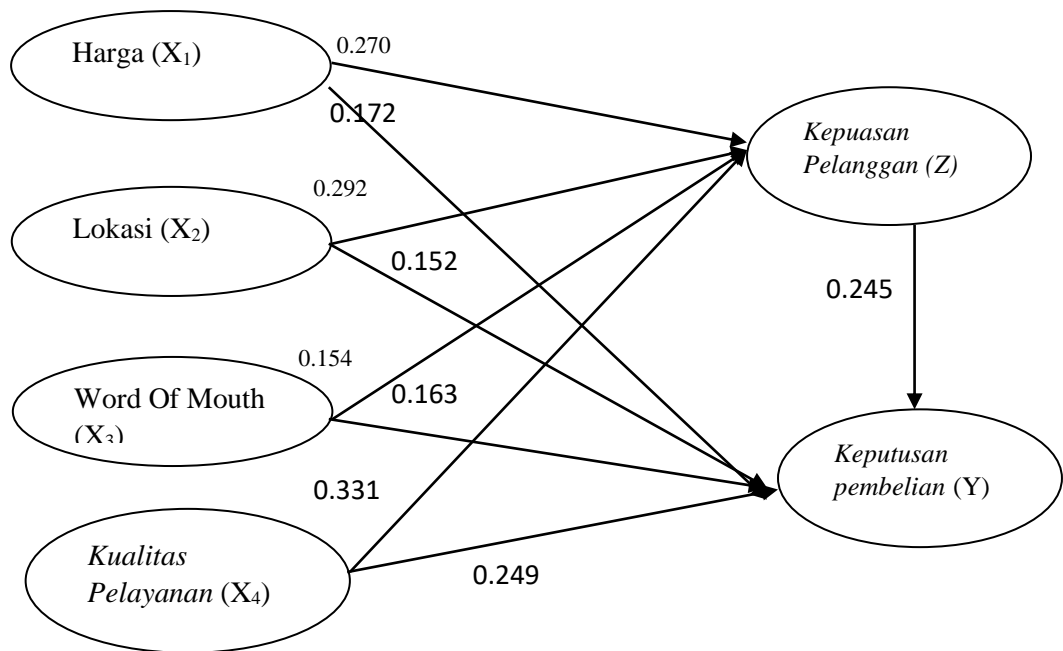 Harga (X₁)
0.270
0.172
Kepuasan
Pelanggan (Z)
0.292
Lokasi (X₂)
0.152
0.245
0.154
Word Of Mouth
(X₃)
0.163
Keputusan
pembelian (Y)
0.331
Kualitas
Pelayanan (X₄)
0.249